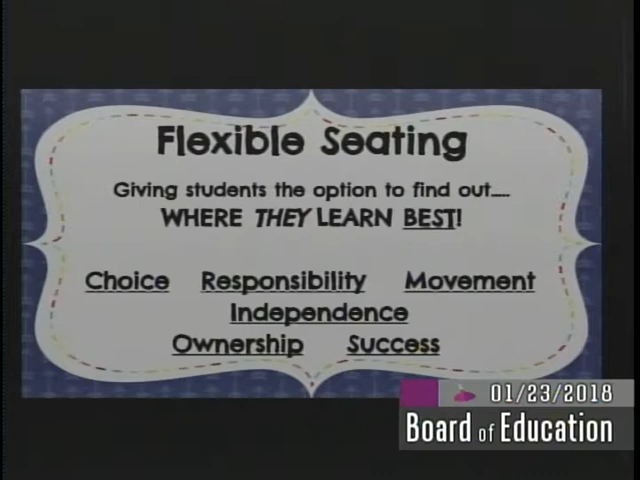 Flexible Seating
Giving students the option to find out....
WHERE THEY LEARN BEST!
Choice Responsibility Movement
Independence
Ownership Success
01/23/2018
Board of Education